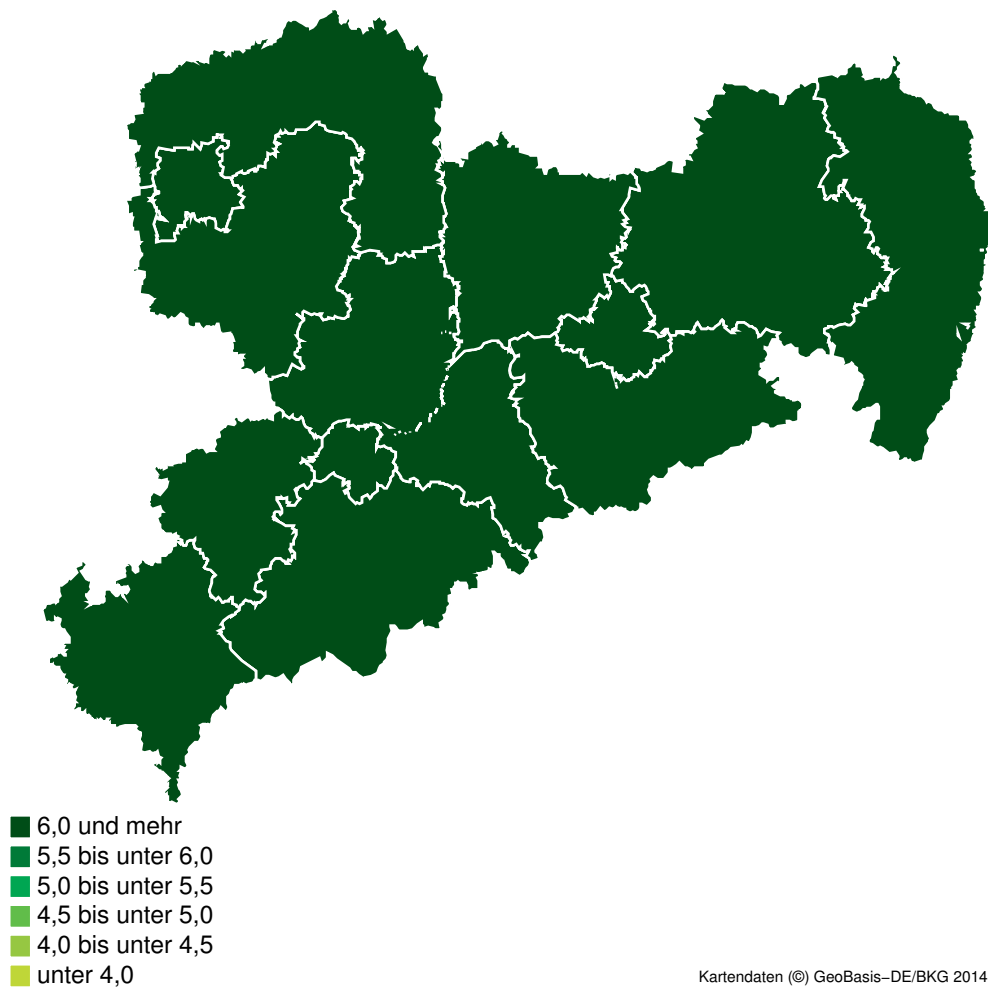 6,0 und mehr
5,5 bis unter 6,0
5,0 bis unter 5,5
4,5 bis unter 5,0
4,0 bis unter 4,5
unter 4,0
Kartendaten (©) GeoBasis−DE/BKG 2014